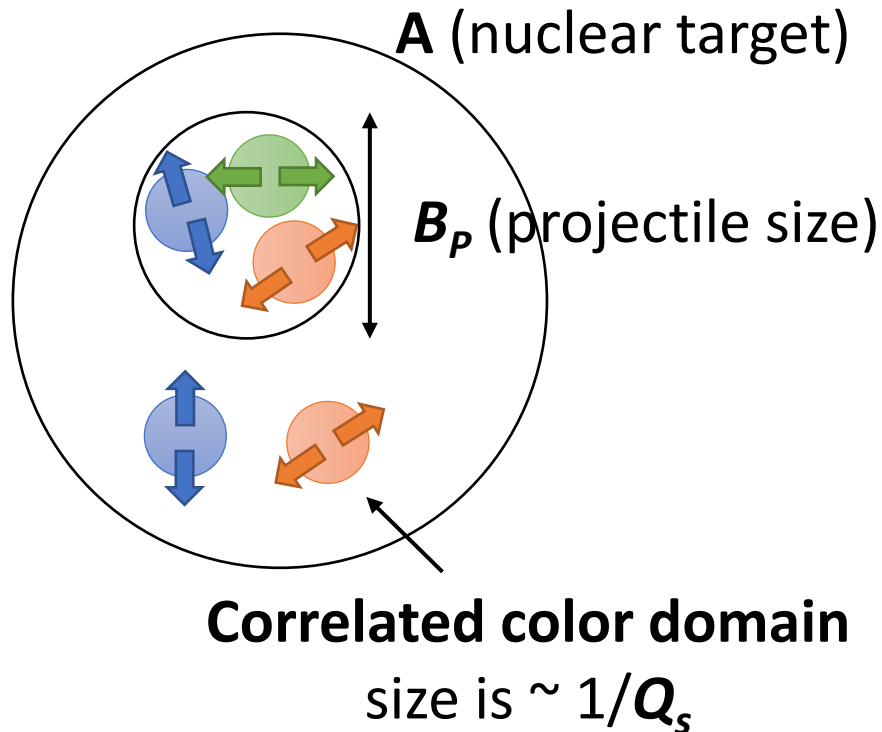 A (nuclear target)
B_P (projectile size)
Correlated color domain
size is ~ 1/Q_s